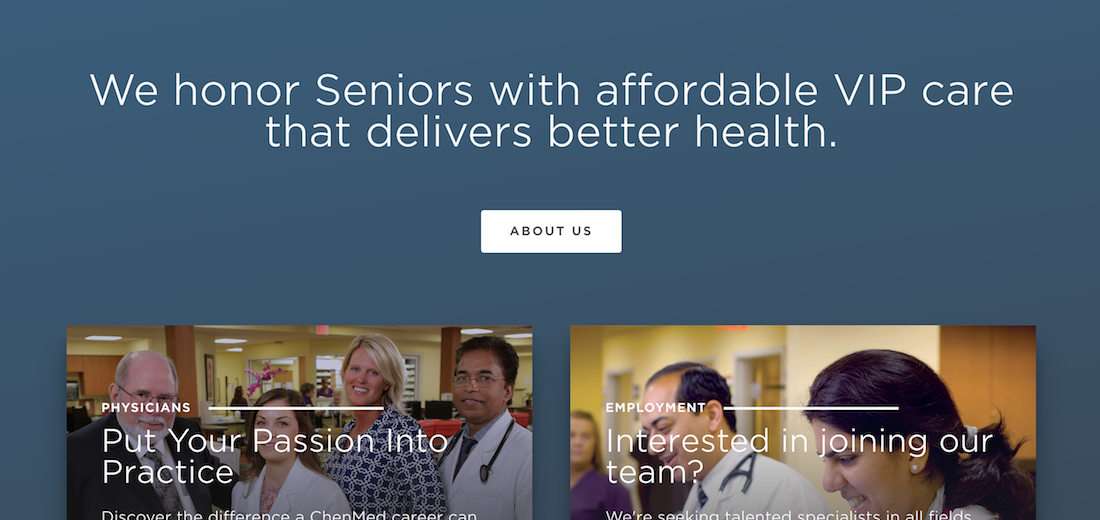 We honor Seniors with affordable VIP care
that delivers better health.
ABOUT US
PHYSICIANS
Put Your Passion Into
Practice
Discover the difference a ChenMed career can
EMPLOYMENT
Interested in joining our
team?
We're seeking talented specialists in all fields